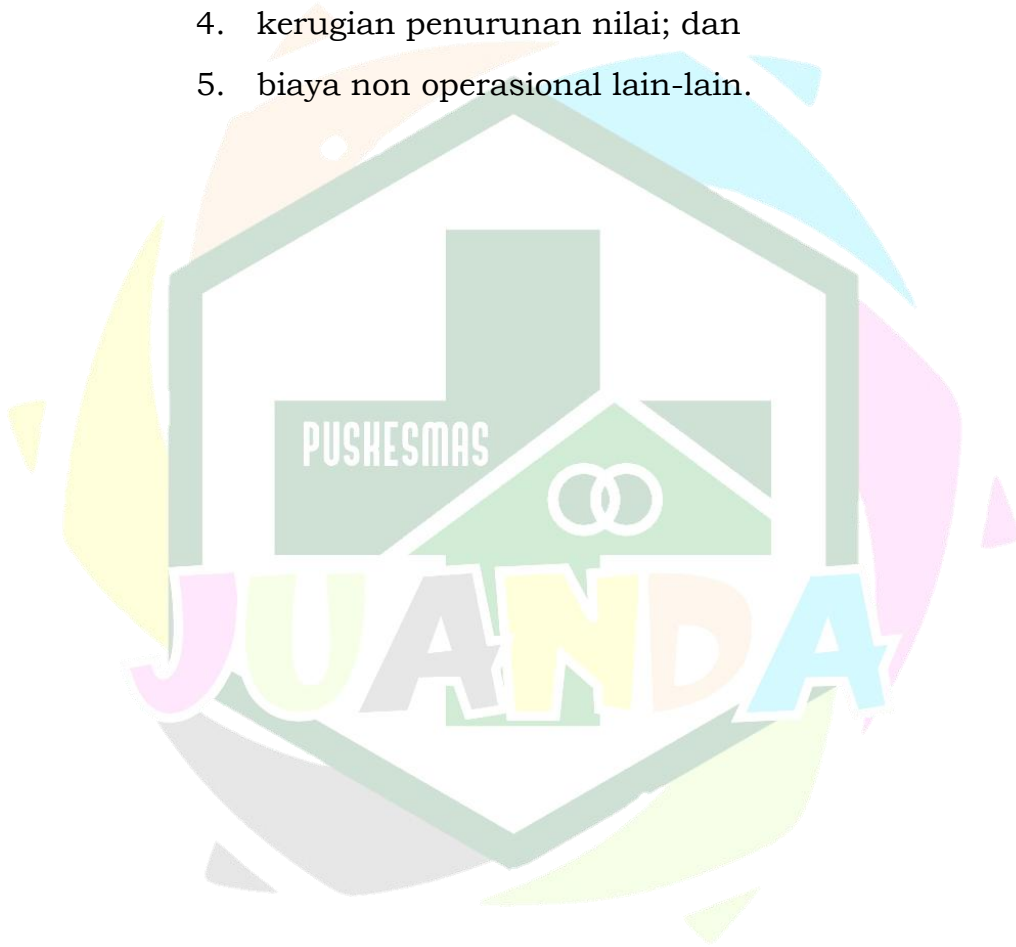 4. kerugian penurunan nilai; dan
5. biaya non operasional lain-lain.
PUSKESMAS
JUANDA